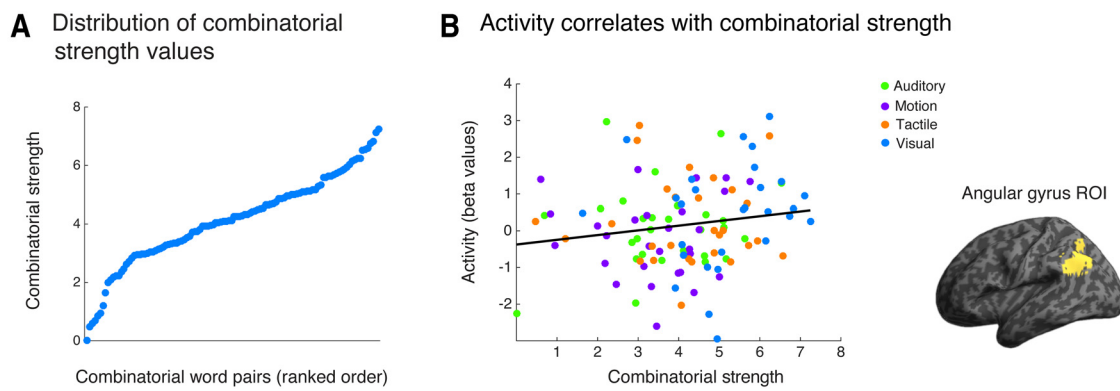 A Distribution of combinatorial
strength values
8
6
4
2
0
Combinatorial strength
Combinatorial word pairs (ranked order)
B Activity correlates with combinatorial strength
4
3
2
1
0
-1
-2
Activity (beta values)
1 2 3 4 5 6 7 8
Combinatorial strength
Auditory
Motion
Tactile
Visual
Angular gyrus ROI